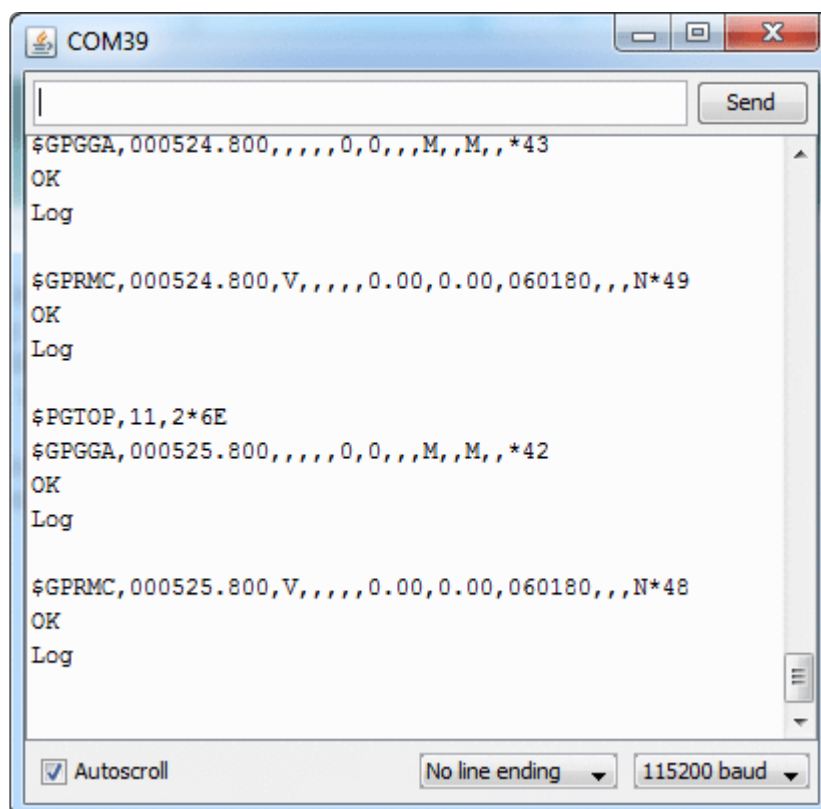 COM39
Send
$GPGGA,000524.800,,,,,0,0,,,M,,M,,*43
OK
Log
$GPRMC,000524.800,V,,,,,0.00,0.00,060180,,,N*49
OK
Log
$PGTOP,11,2*6E
$GPGGA,000525.800,,,,,0,0,,,M,,M,,*42
OK
Log
$GPRMC,000525.800,V,,,,,0.00,0.00,060180,,,N*48
OK
Log
Autoscroll No line ending 115200 baud